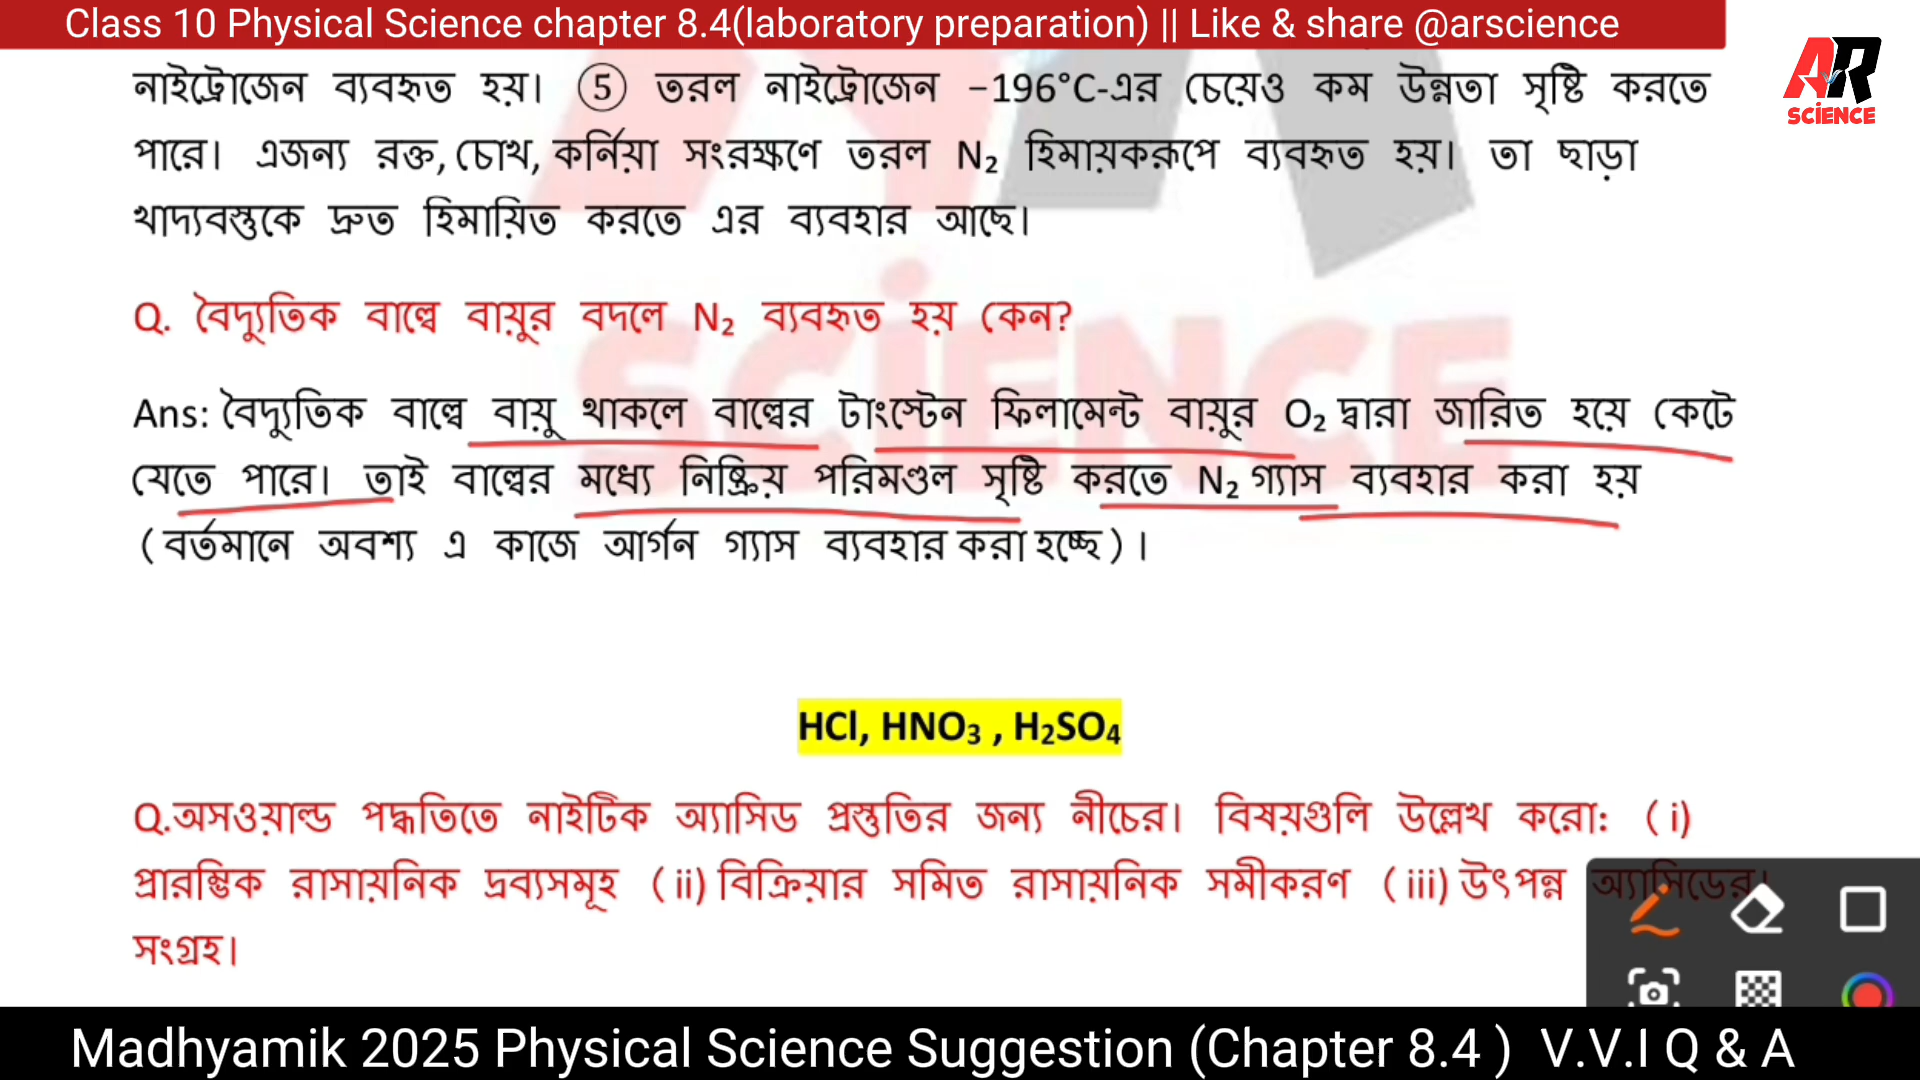 Class 10 Physical Science chapter 8.4(laboratory preparation) || Like & share @arscience
AR
SCiENCE
নাইট্রোজেন ব্যবহৃত হয়। ⑤ তরল নাইট্রোজেন –196°C-এর চেয়েও কম উন্নতা সৃষ্টি করতে
পারে। এজন্য রক্ত, চোখ, কর্নিয়া সংরক্ষণে তরল N₂ হিমায়করূপে ব্যবহৃত হয়। তা ছাড়া
খাদ্যবস্তুকে দ্রুত হিমায়িত করতে এর ব্যবহার আছে।
Q. বৈদ্যুতিক বাল্বে বায়ুর বদলে N₂ ব্যবহৃত হয় কেন?
Ans: বৈদ্যুতিক বাল্বে বায়ু থাকলে বাল্বের টাংস্টেন ফিলামেন্ট বায়ুর O₂ দ্বারা জারিত হয়ে কেটে
যেতে পারে। তাই বাল্বের মধ্যে নিষ্ক্রিয় পরিমণ্ডল সৃষ্টি করতে N₂ গ্যাস ব্যবহার করা হয়
(বর্তমানে অবশ্য এ কাজে আর্গন গ্যাস ব্যবহার করা হচ্ছে)।
HCl, HNO₃ , H₂SO₄
Q.অসওয়াল্ড পদ্ধতিতে নাইটিক অ্যাসিড প্রস্তুতির জন্য নীচের। বিষয়গুলি উল্লেখ করো: (i)
প্রারম্ভিক রাসায়নিক দ্রব্যসমূহ (ii) বিক্রিয়ার সমিত রাসায়নিক সমীকরণ (iii) উৎপন্ন অ্যাসিডের।
সংগ্রহ।
Madhyamik 2025 Physical Science Suggestion (Chapter 8.4 ) V.V.I Q & A